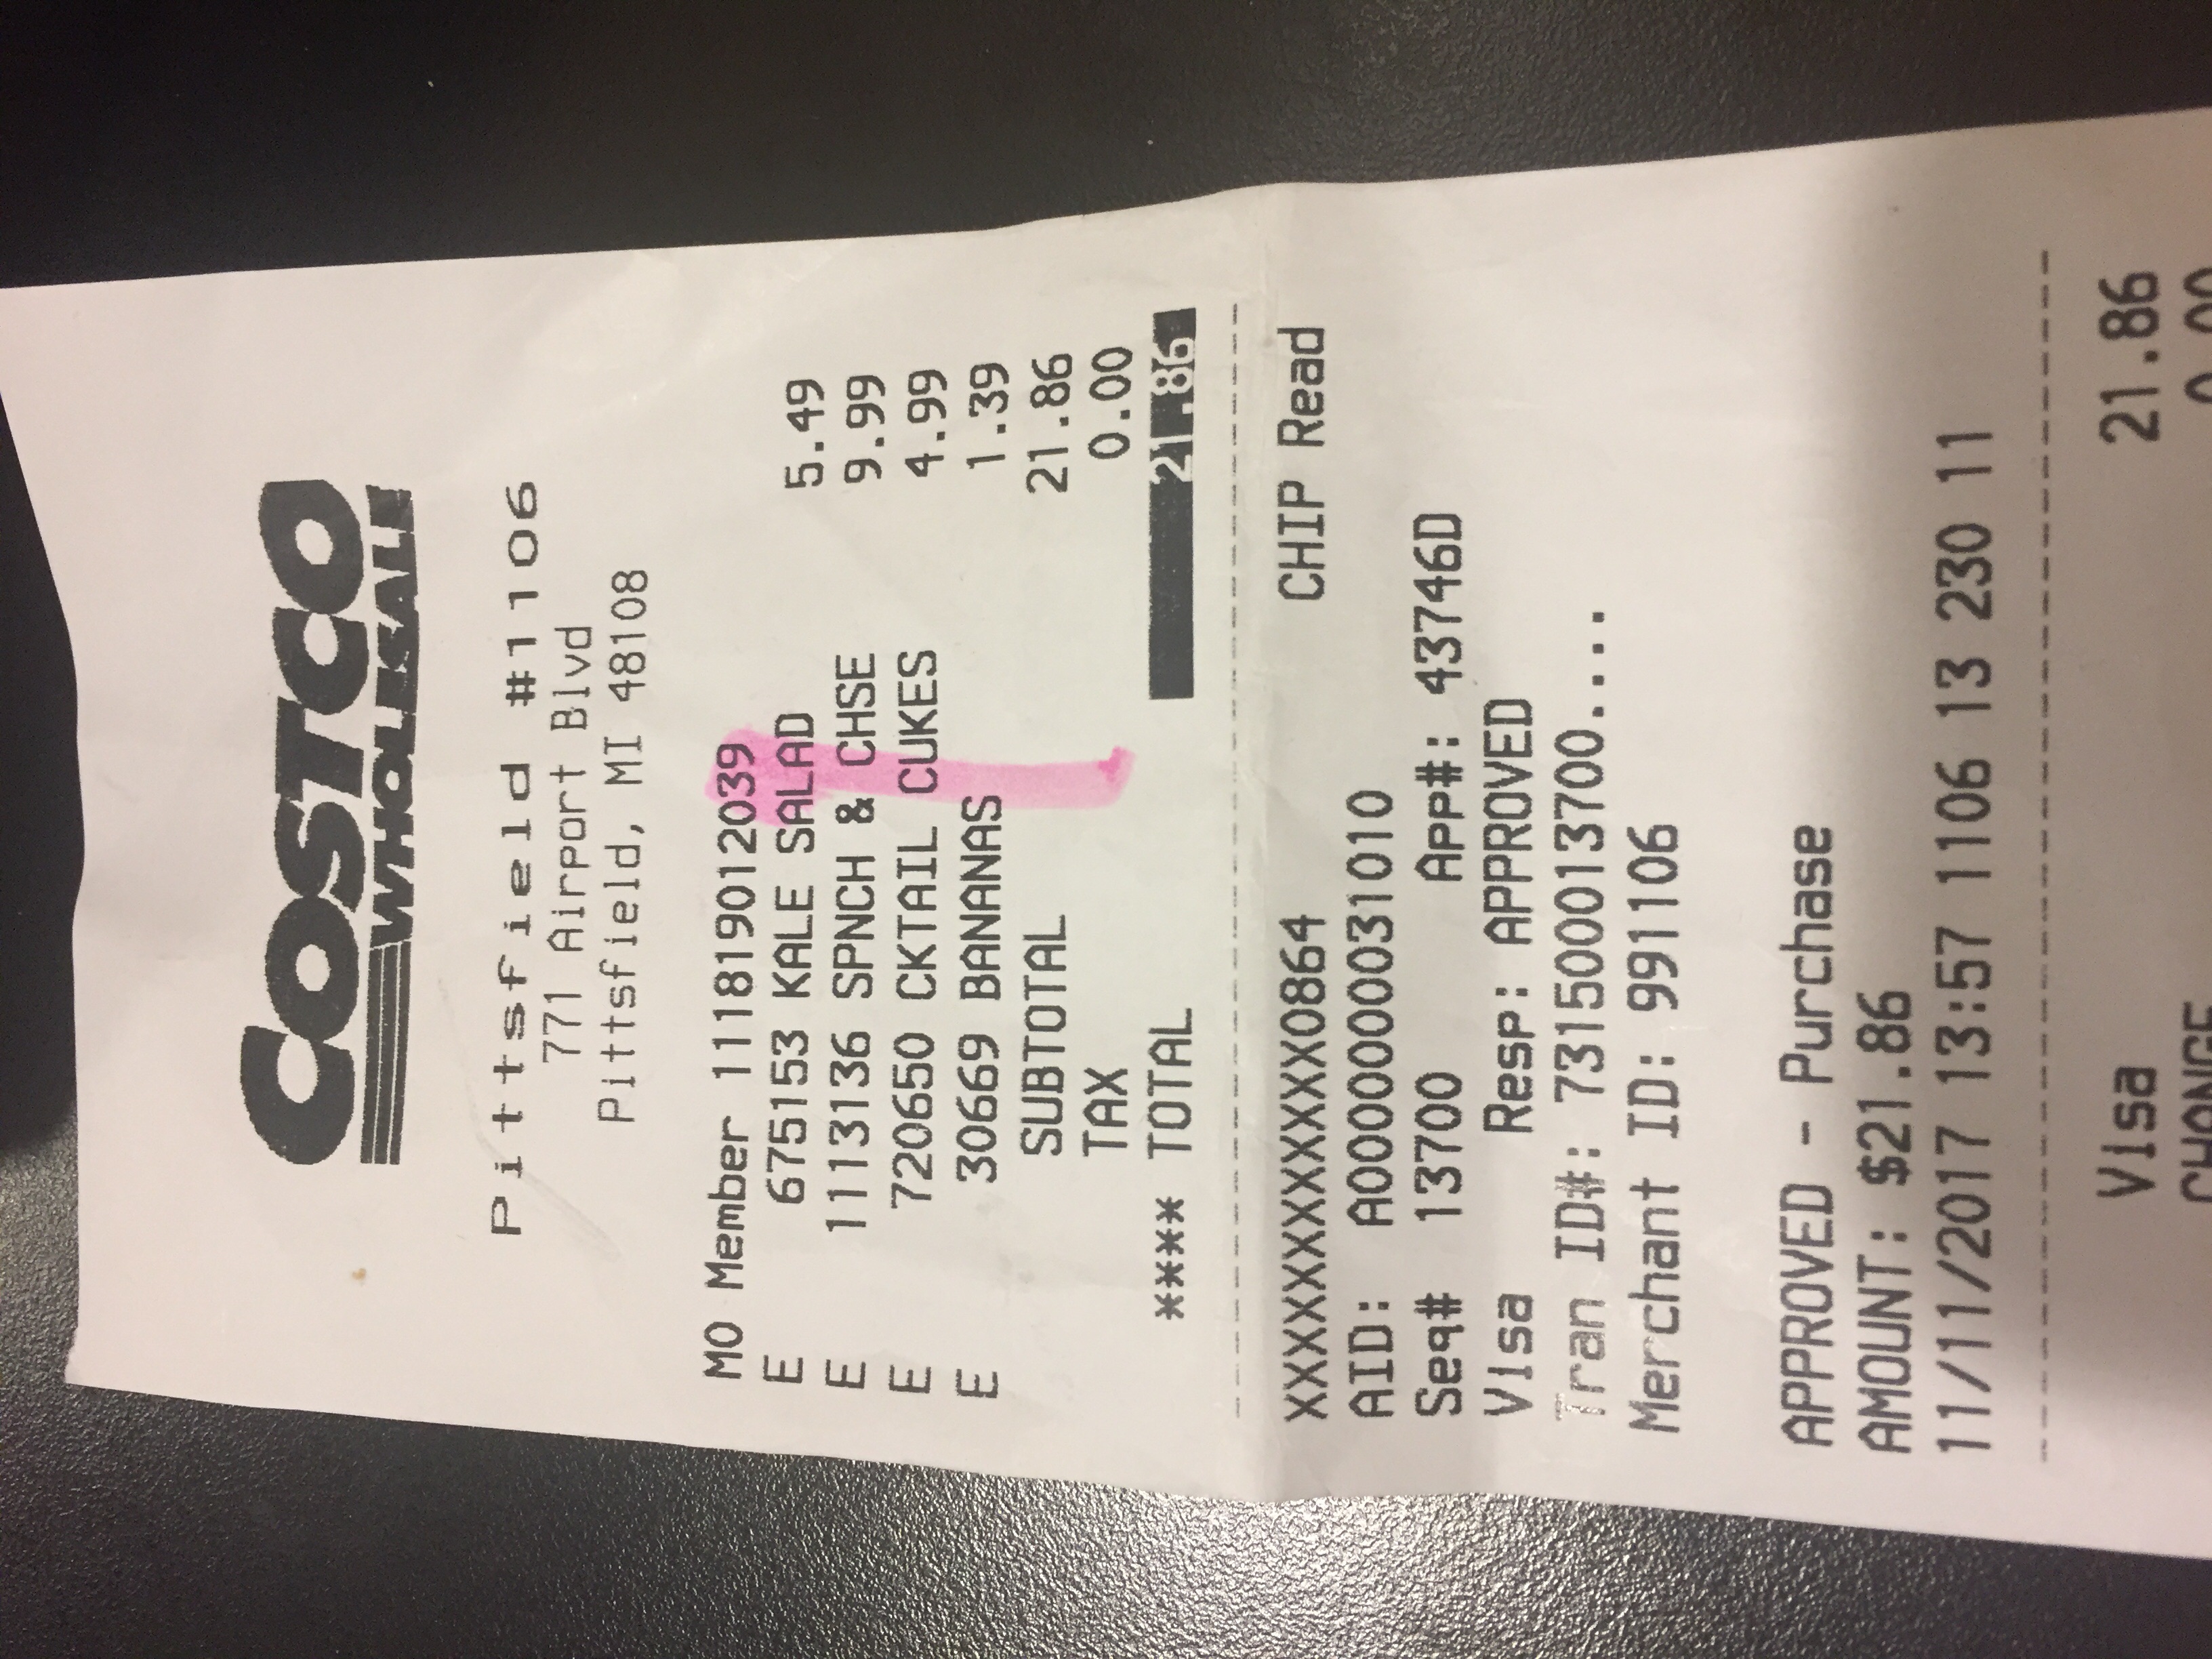 COSTCO
WHOLESALE
Pittsfield #1106
771 Airport Blvd
Pittsfield, MI 48108
MO Member 111819012039
E 675153 KALE SALAD 5.49
E 1113136 SPNCH & CHSE 9.99
E 720650 CKTAIL CUKES 4.99
E 30669 BANANAS 1.39
SUBTOTAL 21.86
TAX 0.00
**** TOTAL 21.86
XXXXXXXXXXXX0864 CHIP Read
AID: A0000000031010
Seq# 13700 App#: 43746D
Visa Resp: APPROVED
Tran ID#: 731500013700....
Merchant ID: 991106
APPROVED - Purchase
AMOUNT: $21.86
11/11/2017 13:57 1106 13 230 11
Visa 21.86
CHANGE 0.00